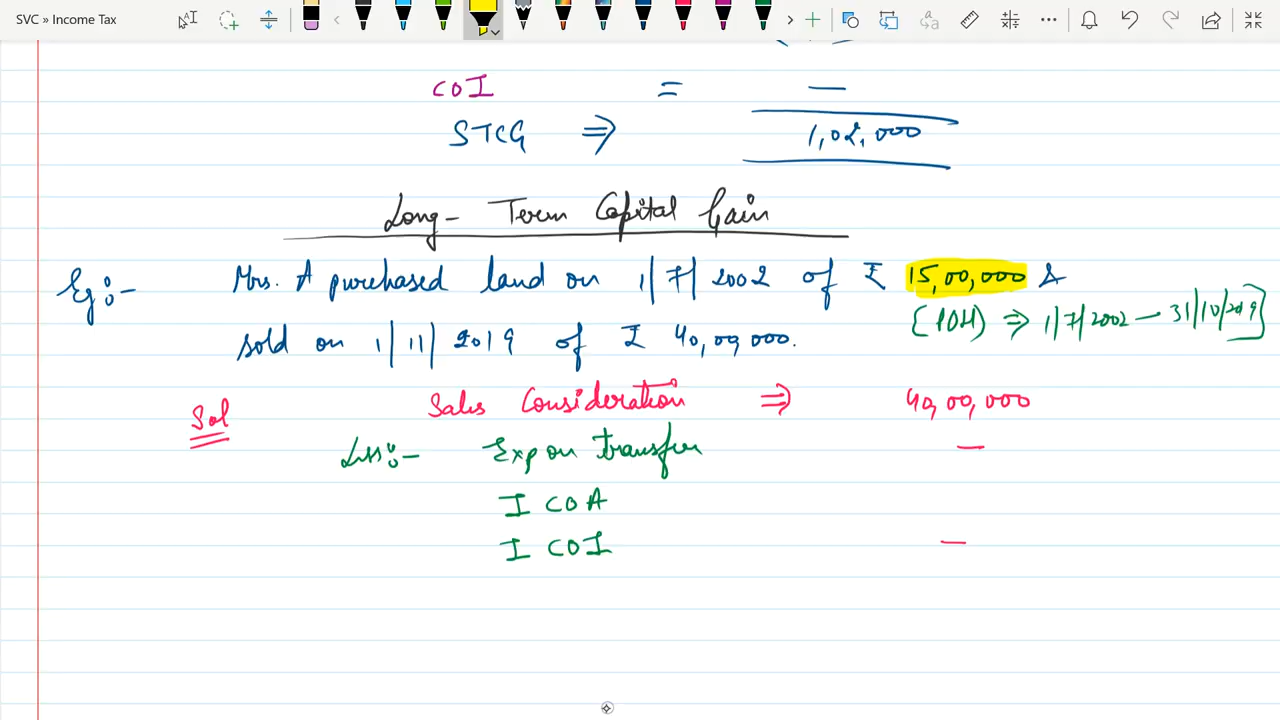 SVC » Income Tax
COI = —
STCG ⇒ 1,02,000
Long- Term Capital Gain
Eg:- Mrs. A purchased land on 1/7/2002 of ₹ 15,00,000 &
(POH) ⇒ 1/7/2002 — 31/10/2019
sold on 1/11/2019 of ₹ 40,00,000.
Sol Sales Consideration ⇒ 40,00,000
Less:- Exp on transfer —
I COA
I COI —